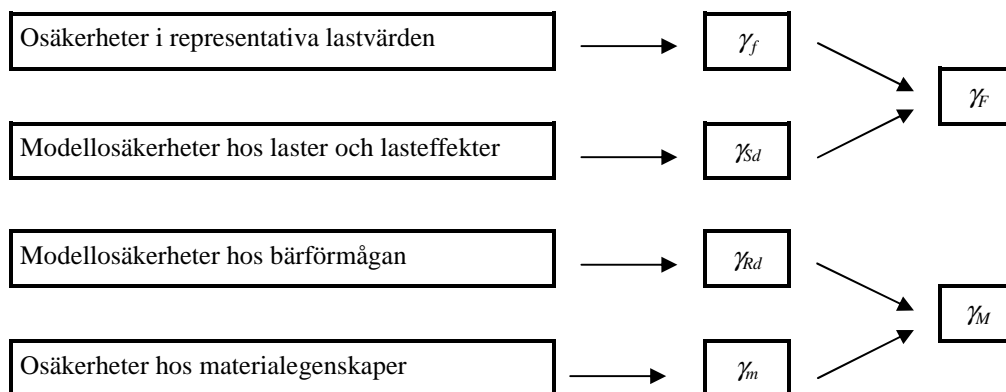 Osäkerheter i representativa lastvärden
γf
γF
Modellosäkerheter hos laster och lasteffekter
γSd
Modellosäkerheter hos bärförmågan
γRd
γM
Osäkerheter hos materialegenskaper
γm